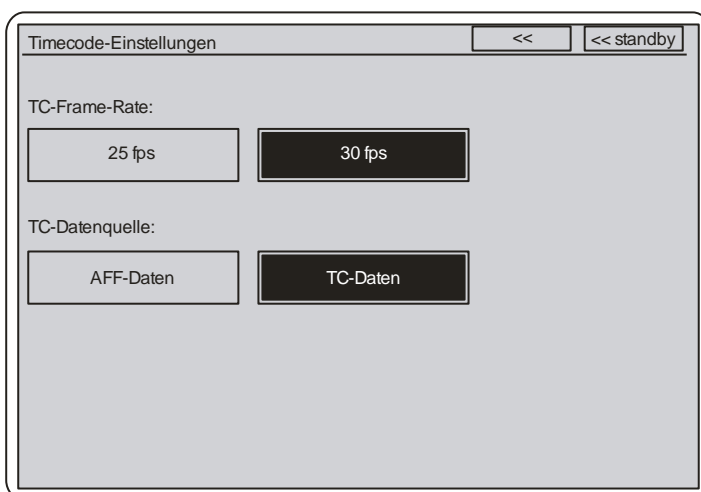 Timecode-Einstellungen << << standby
TC-Frame-Rate:
25 fps 30 fps
TC-Datenquelle:
AFF-Daten TC-Daten